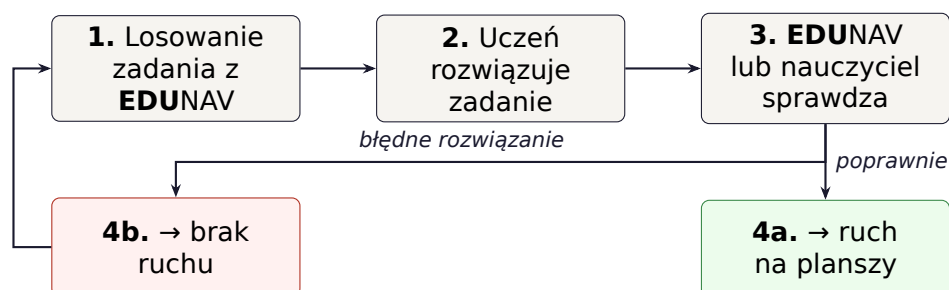 1. Losowanie
zadania z
EDUNAV
2. Uczeń
rozwiązuje
zadanie
3. EDUNAV
lub nauczyciel
sprawdza
błędne rozwiązanie
poprawnie
4b. → brak
ruchu
4a. → ruch
na planszy